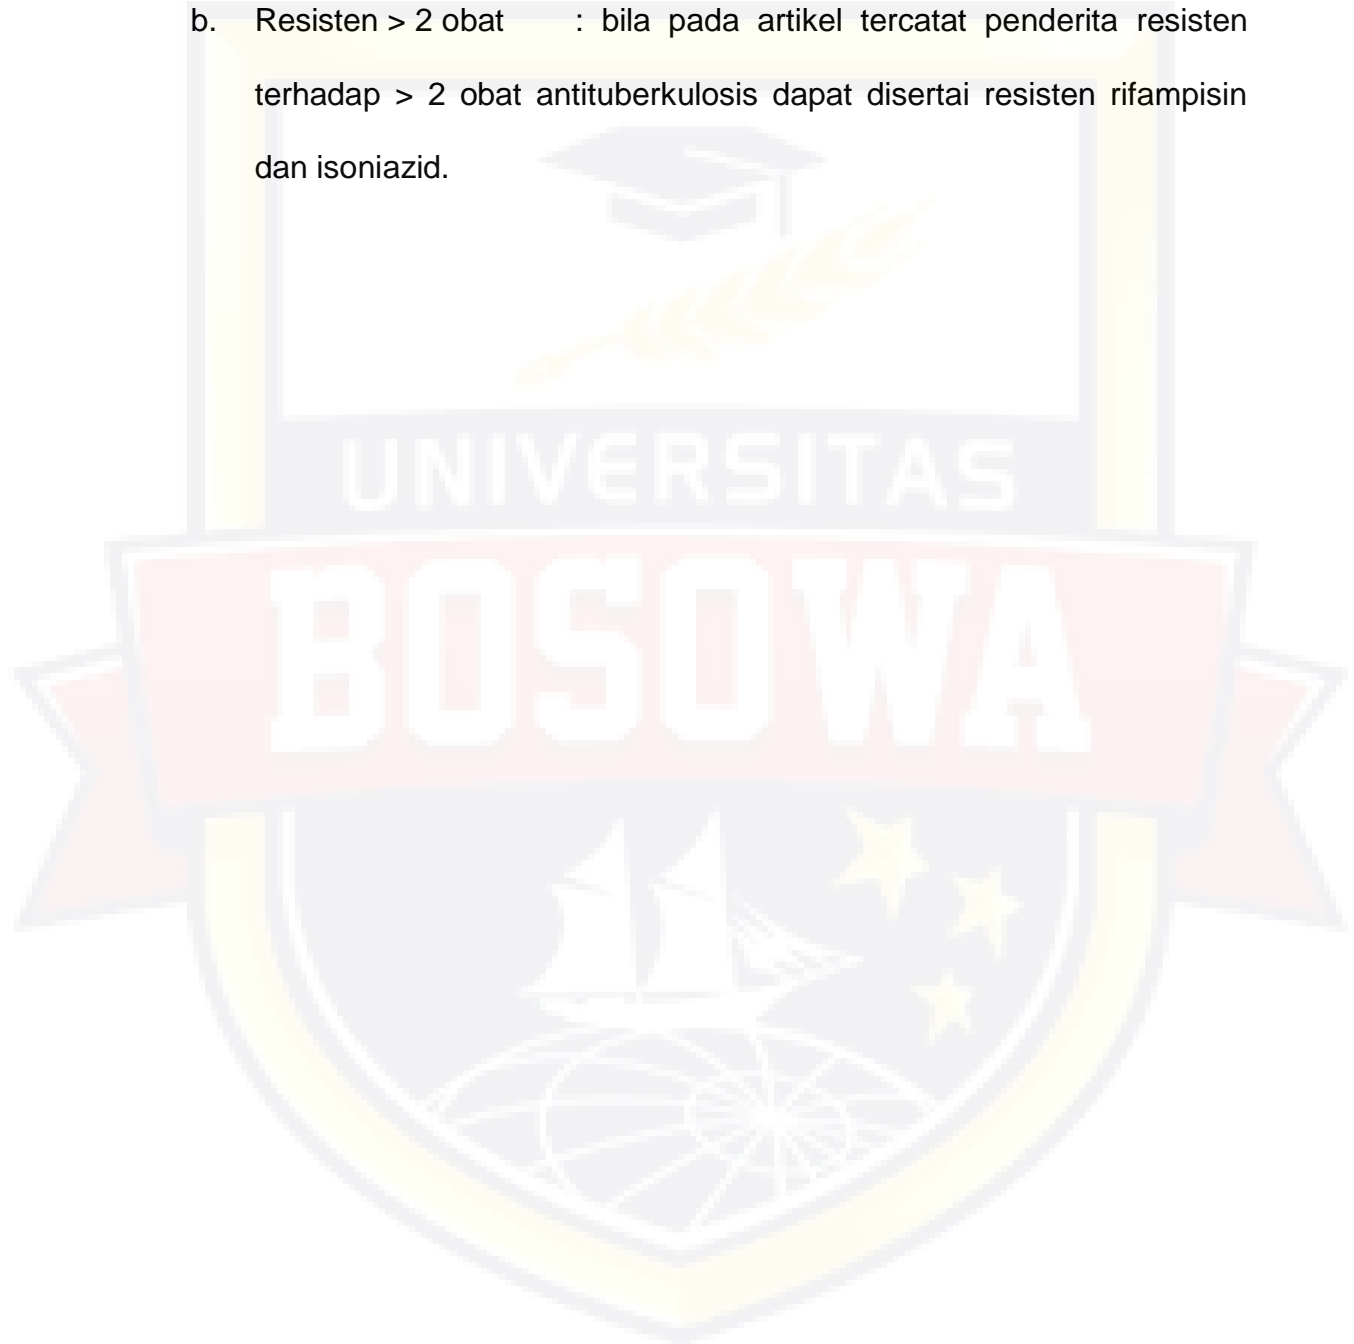 b. Resisten > 2 obat : bila pada artikel tercatat penderita resisten
terhadap > 2 obat antituberkulosis dapat disertai resisten rifampisin
dan isoniazid.
UNIVERSITAS
BOSOWA